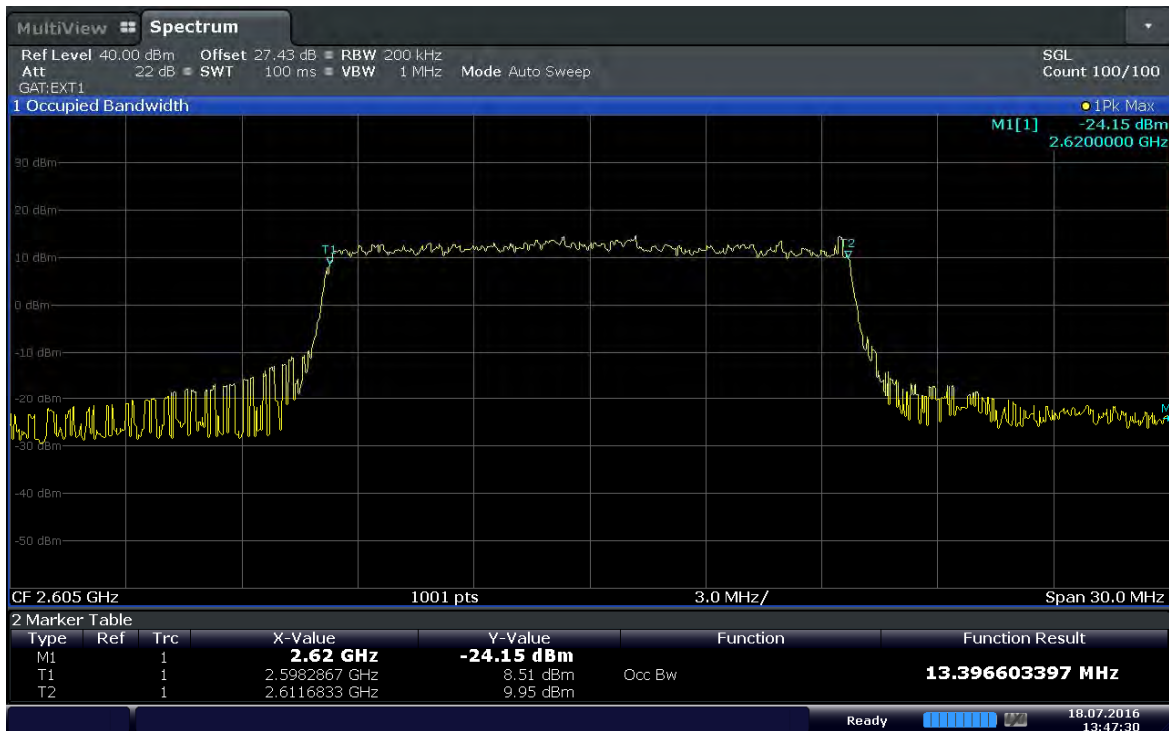 MultiView Spectrum
Ref Level 40.00 dBm Offset 27.43 dB RBW 200 kHz SGL
Att 22 dB SWT 100 ms VBW 1 MHz Mode Auto Sweep Count 100/100
GAT:EXT1
1 Occupied Bandwidth 1Pk Max
M1[1] -24.15 dBm
2.6200000 GHz
30 dBm
20 dBm
T1 T2
10 dBm
0 dBm
-10 dBm
-20 dBm
-30 dBm
-40 dBm
-50 dBm
CF 2.605 GHz 1001 pts 3.0 MHz/ Span 30.0 MHz
2 Marker Table
Type Ref Trc X-Value Y-Value Function Function Result
M1 1 2.62 GHz -24.15 dBm
T1 1 2.5982867 GHz 8.51 dBm Occ Bw 13.396603397 MHz
T2 1 2.6116833 GHz 9.95 dBm
Ready 18.07.2016
13:47:30